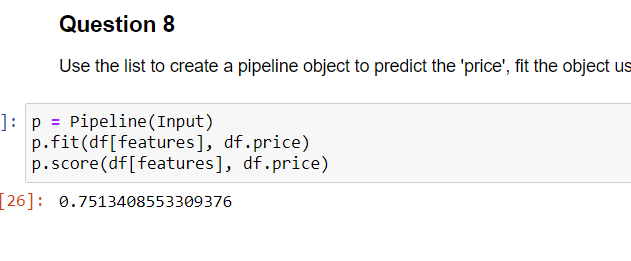 Question 8
Use the list to create a pipeline object to predict the 'price', fit the object us
]: p = Pipeline(Input)
p.fit(df[features], df.price)
p.score(df[features], df.price)
[26]: 0.7513408553309376